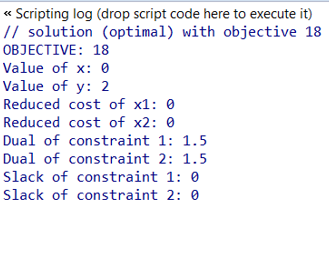 « Scripting log (drop script code here to execute it)
// solution (optimal) with objective 18
OBJECTIVE: 18
Value of x: 0
Value of y: 2
Reduced cost of x1: 0
Reduced cost of x2: 0
Dual of constraint 1: 1.5
Dual of constraint 2: 1.5
Slack of constraint 1: 0
Slack of constraint 2: 0